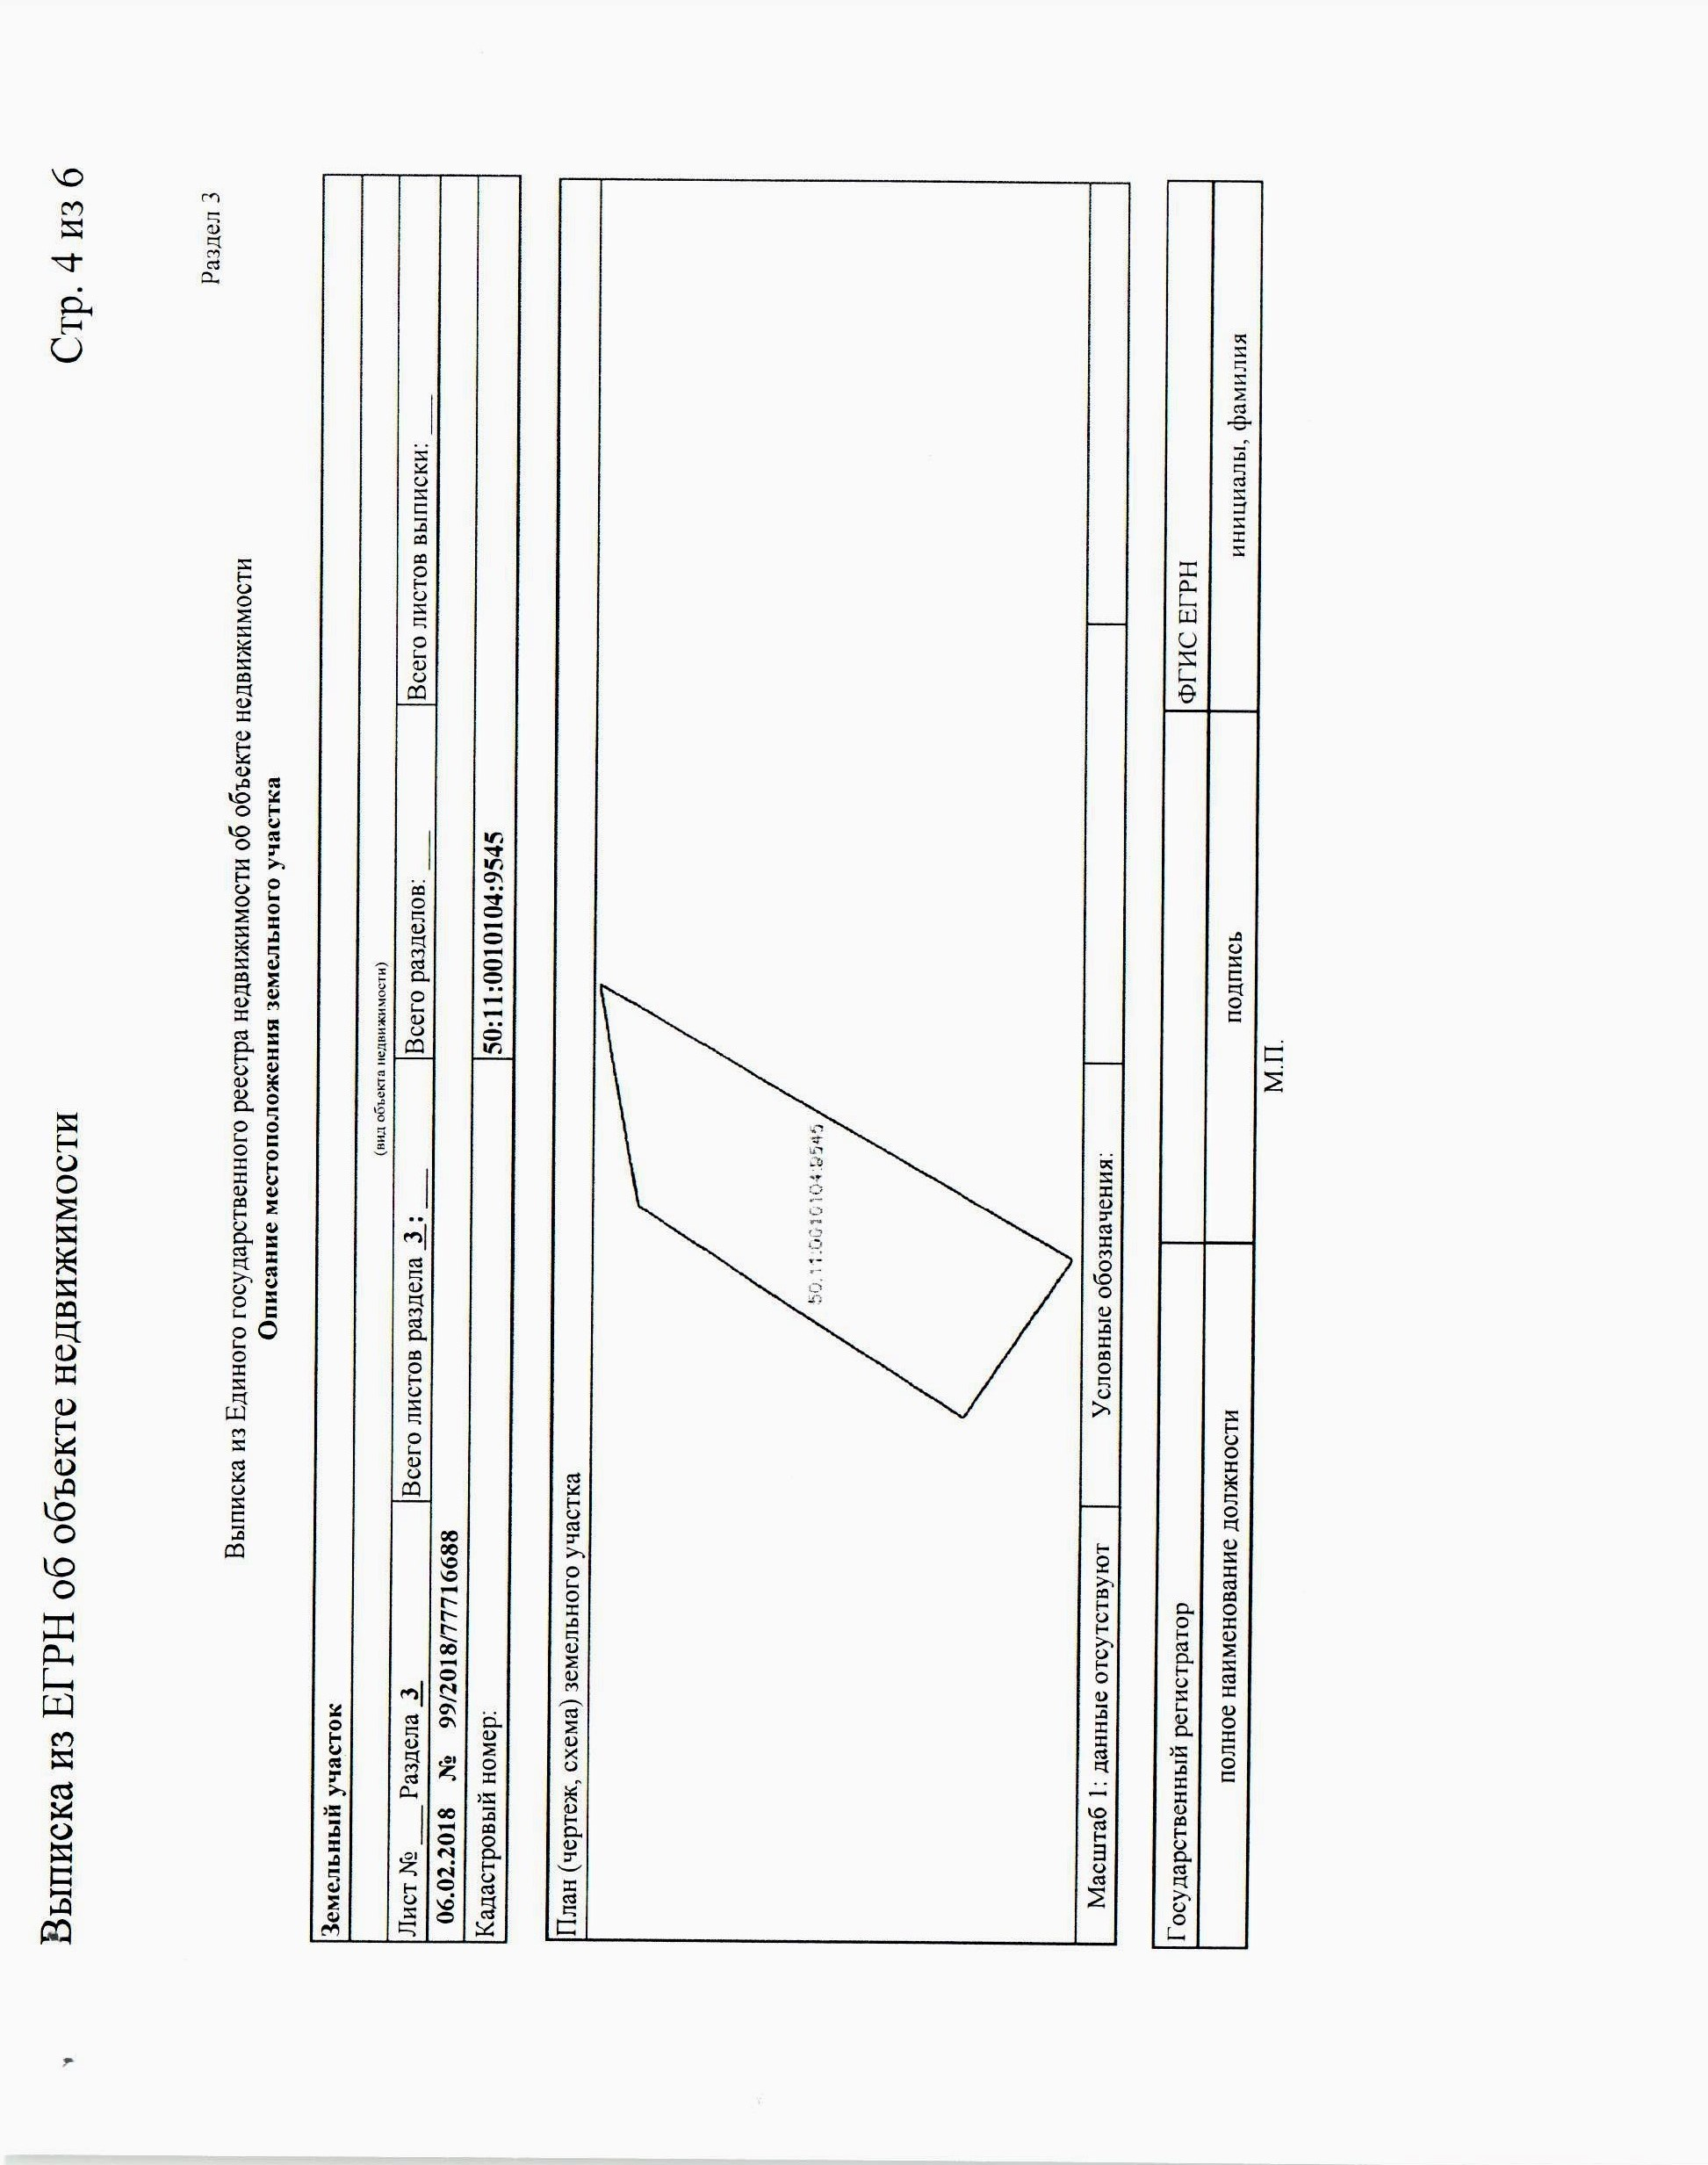 Выписка из ЕГРН об объекте недвижимости Стр. 4 из 6
Раздел 3
Выписка из Единого государственного реестра недвижимости об объекте недвижимости
Описание местоположения земельного участка
Земельный участок
(вид объекта недвижимости)
Лист № ___ Раздела 3 Всего листов раздела 3 : ___ Всего разделов: ___ Всего листов выписки: ___
06.02.2018 № 99/2018/77716688
Кадастровый номер: 50:11:0010104:9545
План (чертеж, схема) земельного участка
50:11:0010104:9545
Масштаб 1: данные отсутствуют Условные обозначения:
Государственный регистратор ФГИС ЕГРН
полное наименование должности подпись инициалы, фамилия
М.П.